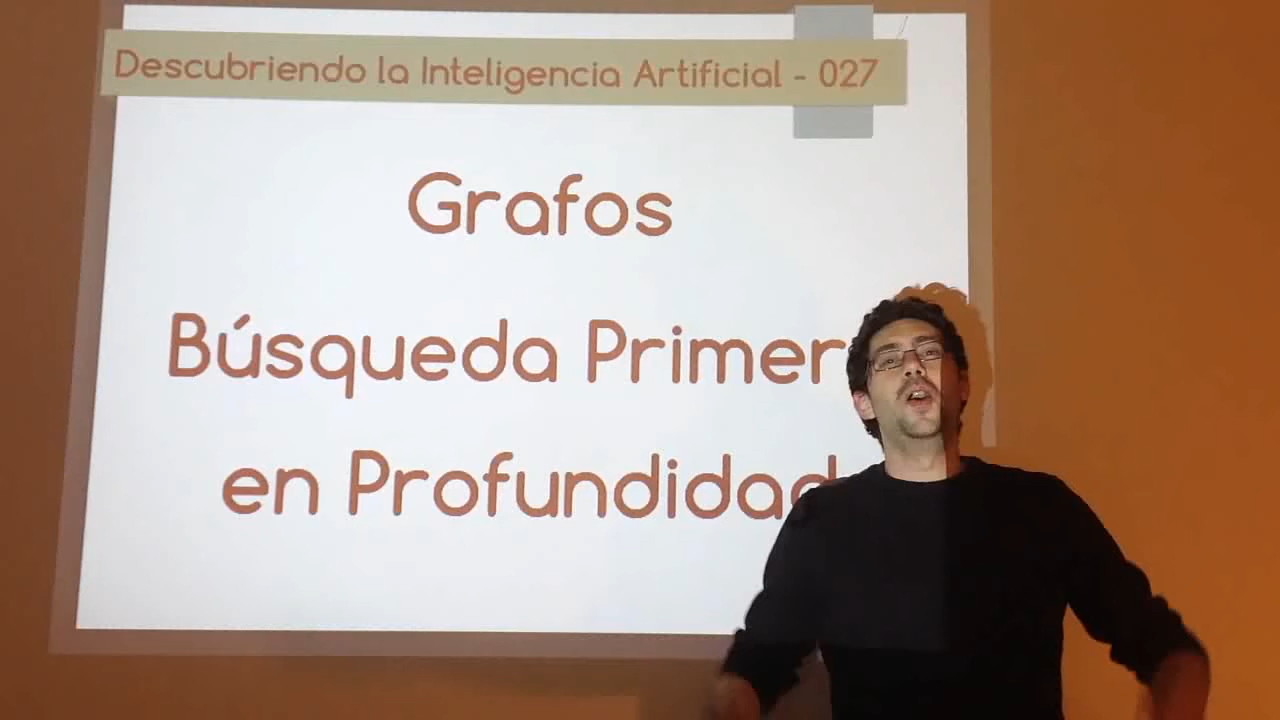 Descubriendo la Inteligencia Artificial - 027
Grafos
Búsqueda Primer
en Profundidad